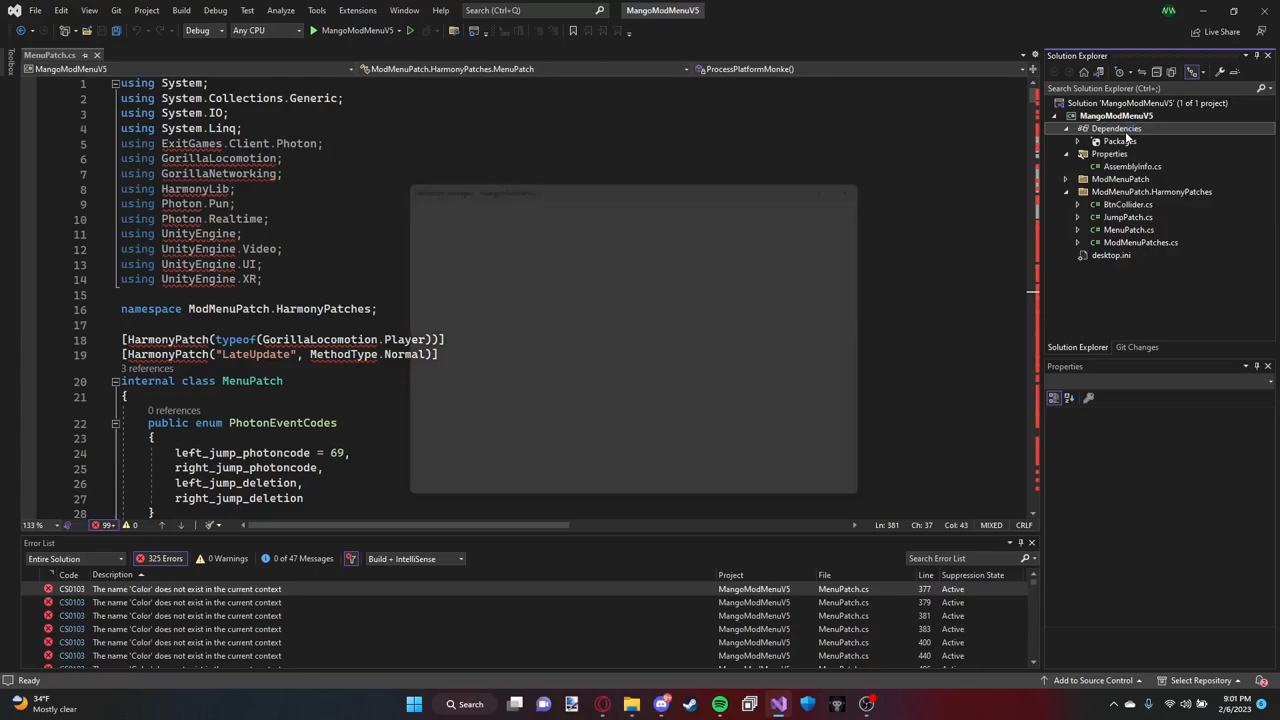 File Edit View Git Project Build Debug Test Analyze Tools Extensions Window Help Search (Ctrl+Q) MangoModMenuV5
Debug Any CPU MangoModMenuV5 Live Share
Toolbox
MenuPatch.cs
MangoModMenuV5 ModMenuPatch.HarmonyPatches.MenuPatch ProcessPlatformMonke()
1 using System;
2 using System.Collections.Generic;
3 using System.IO;
4 using System.Linq;
5 using ExitGames.Client.Photon;
6 using GorillaLocomotion;
7 using GorillaNetworking;
8 using HarmonyLib;
9 using Photon.Pun;
10 using Photon.Realtime;
11 using UnityEngine;
12 using UnityEngine.Video;
13 using UnityEngine.UI;
14 using UnityEngine.XR;
15
16 namespace ModMenuPatch.HarmonyPatches;
17
18 [HarmonyPatch(typeof(GorillaLocomotion.Player))]
19 [HarmonyPatch("LateUpdate", MethodType.Normal)]
3 references
20 internal class MenuPatch
21 {
0 references
22 public enum PhotonEventCodes
23 {
24 left_jump_photoncode = 69,
25 right_jump_photoncode,
26 left_jump_deletion,
27 right_jump_deletion
28 }
133 % 99+ 0 Ln: 381 Ch: 37 Col: 43 MIXED CRLF
Solution Explorer
Search Solution Explorer (Ctrl+;)
Solution 'MangoModMenuV5' (1 of 1 project)
MangoModMenuV5
Dependencies
Packages
Properties
AssemblyInfo.cs
ModMenuPatch
ModMenuPatch.HarmonyPatches
BtnCollider.cs
JumpPatch.cs
MenuPatch.cs
ModMenuPatches.cs
desktop.ini
Solution Explorer Git Changes
Properties
Error List
Entire Solution 325 Errors 0 Warnings 0 of 47 Messages Build + IntelliSense Search Error List
Code Description Project File Line Suppression State
CS0103 The name 'Color' does not exist in the current context MangoModMenuV5 MenuPatch.cs 377 Active
CS0103 The name 'Color' does not exist in the current context MangoModMenuV5 MenuPatch.cs 379 Active
CS0103 The name 'Color' does not exist in the current context MangoModMenuV5 MenuPatch.cs 381 Active
CS0103 The name 'Color' does not exist in the current context MangoModMenuV5 MenuPatch.cs 383 Active
CS0103 The name 'Color' does not exist in the current context MangoModMenuV5 MenuPatch.cs 400 Active
CS0103 The name 'Color' does not exist in the current context MangoModMenuV5 MenuPatch.cs 440 Active
Ready Add to Source Control Select Repository
34°F
Mostly clear
Search
9:01 PM
2/6/2023